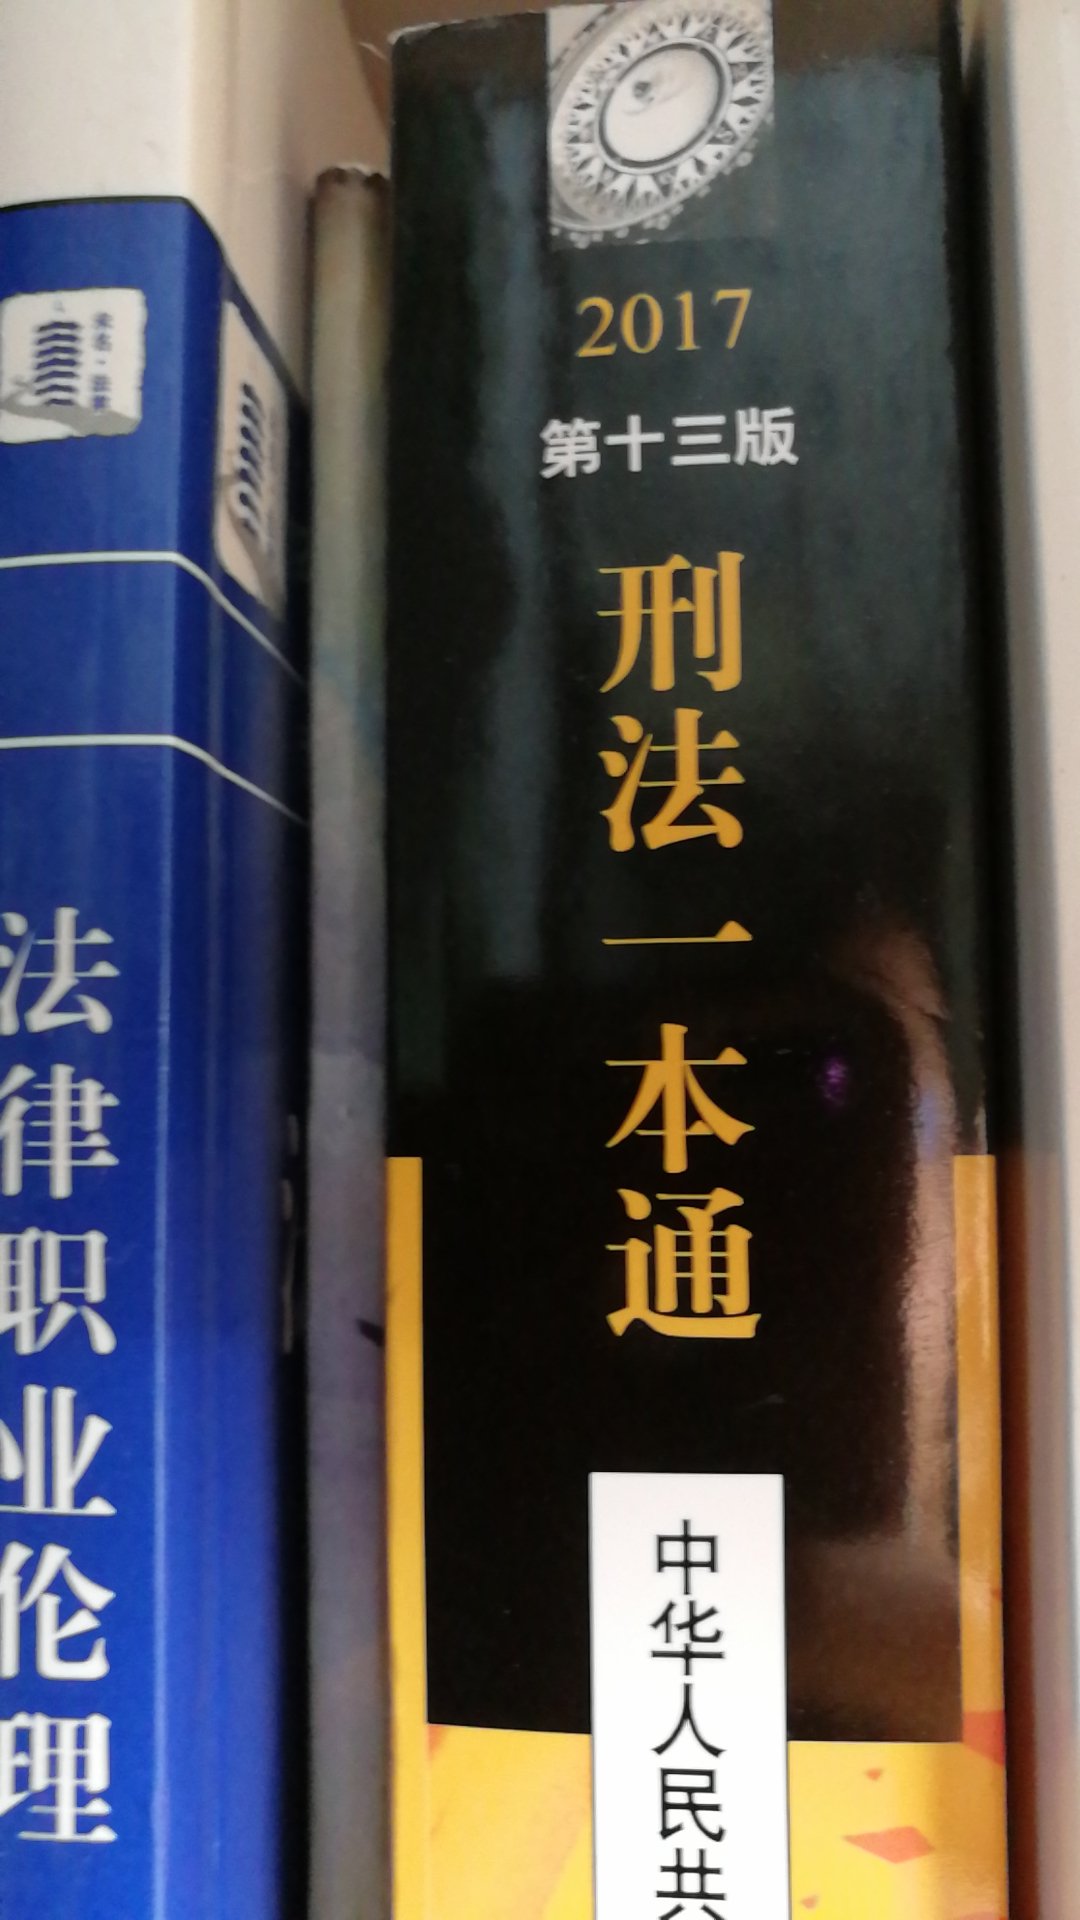 法律职业伦理
2017
第十三版
刑法一本通
中华人民共